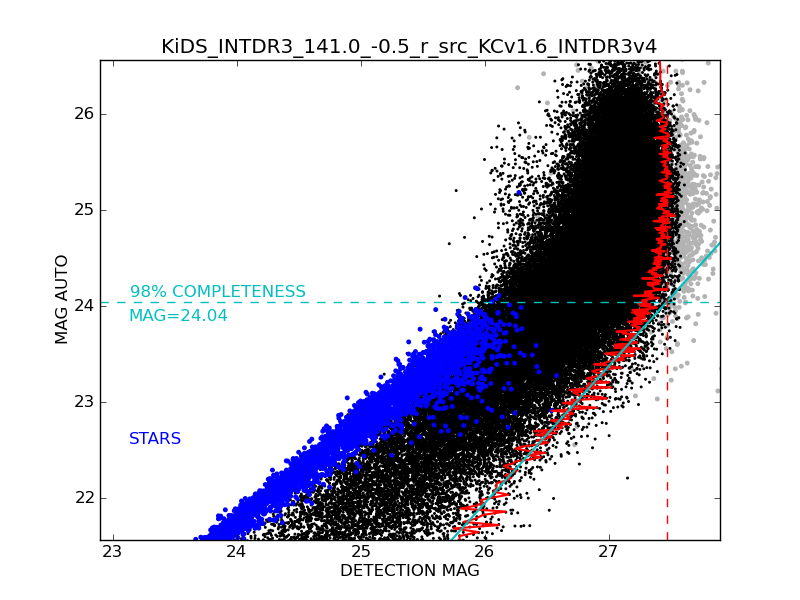 KiDS_INTDR3_141.0_-0.5_r_src_KCv1.6_INTDR3v4
26
25
24
23
22
MAG AUTO
98% COMPLETENESS
MAG=24.04
STARS
23 24 25 26 27
DETECTION MAG